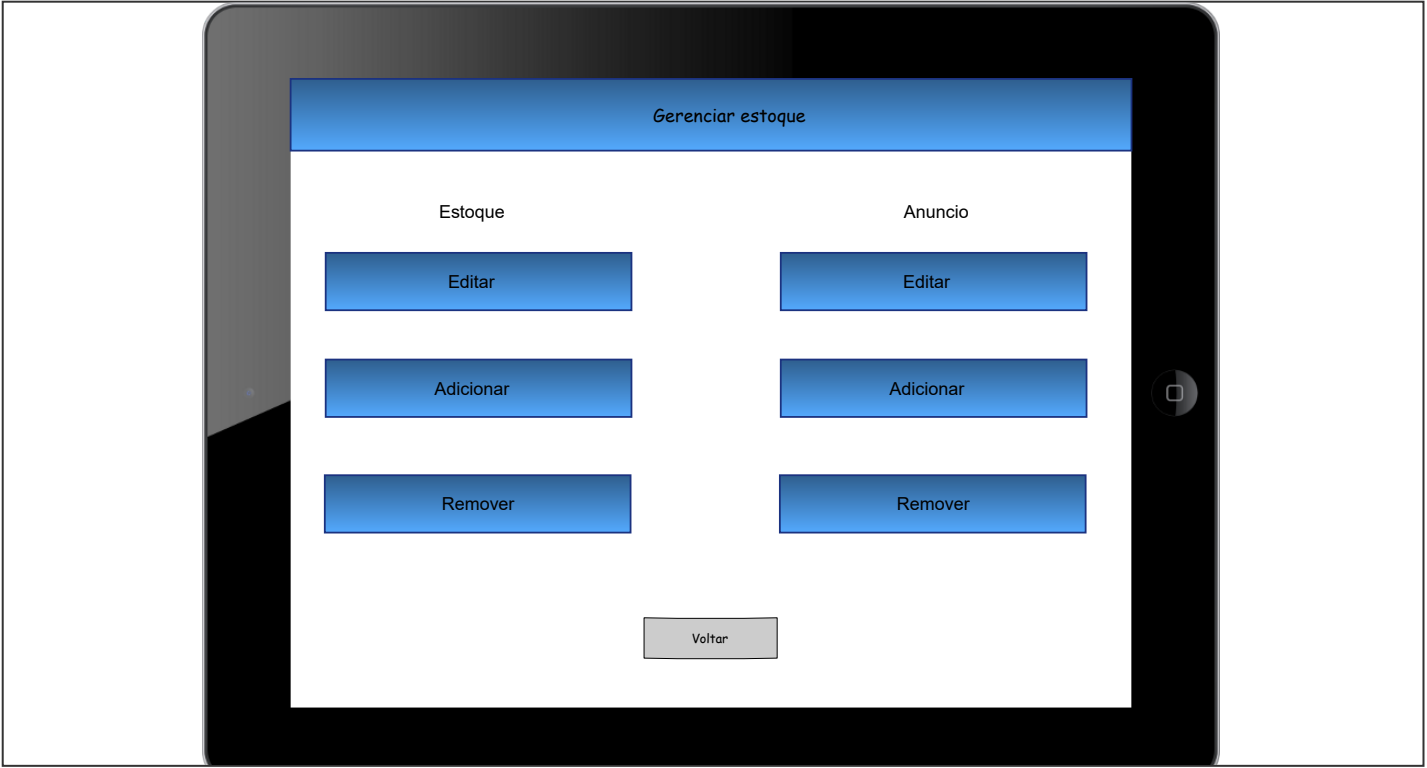 Gerenciar estoque
Estoque
Anuncio
Editar
Editar
Adicionar
Adicionar
Remover
Remover
Voltar